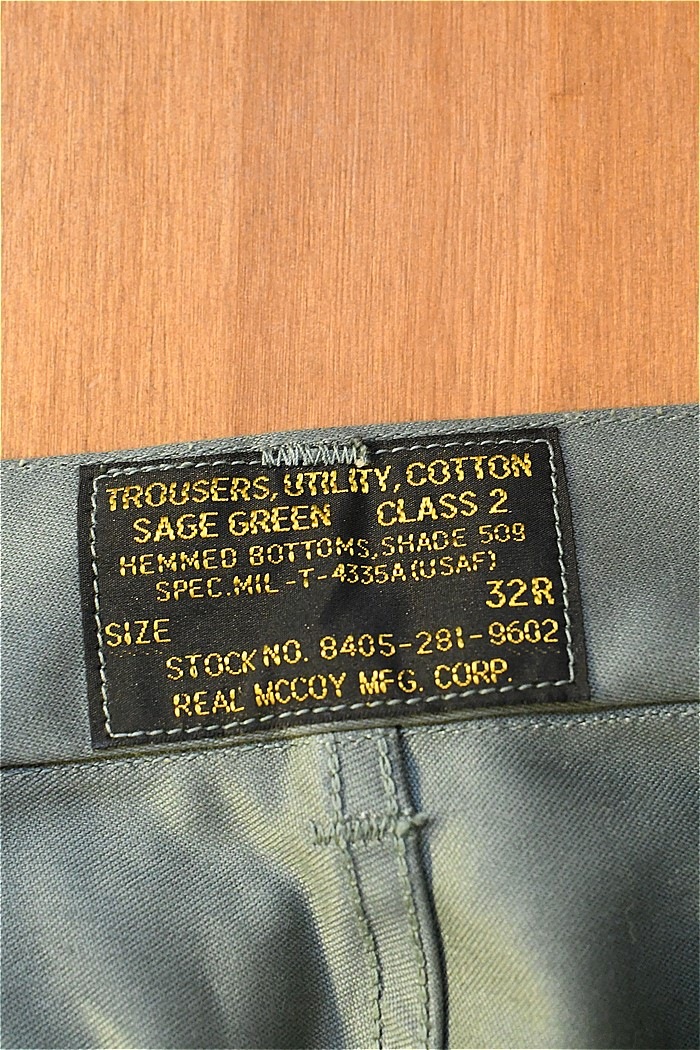 TROUSERS, UTILITY, COTTON
SAGE GREEN CLASS 2
HEMMED BOTTOMS, SHADE 509
SPEC. MIL-T-4335A (USAF)
32R
SIZE
STOCK NO. 8405-281-9602
REAL MCCOY MFG. CORP.